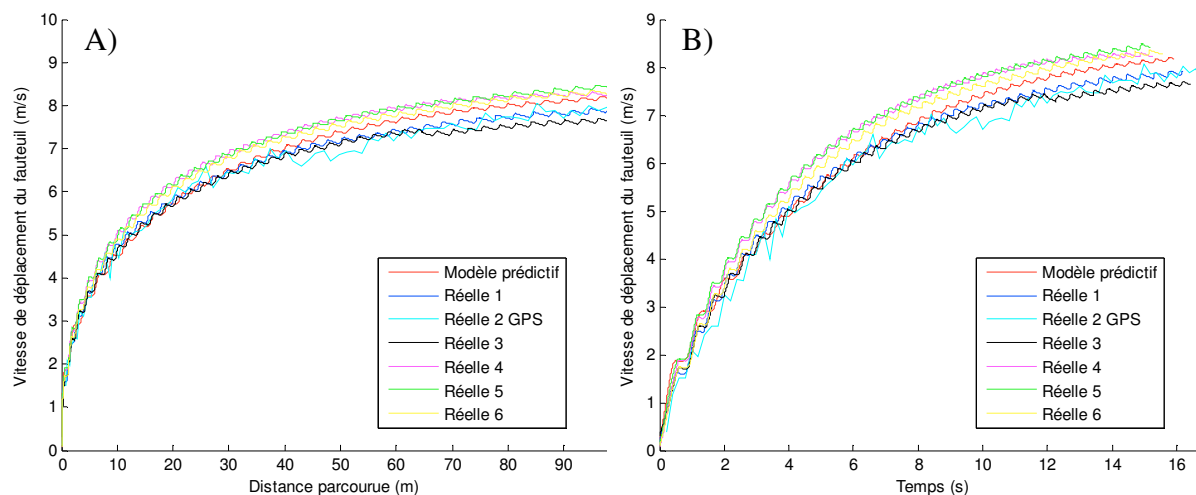 A)
Vitesse de déplacement du fauteuil (m/s)
10
9
8
7
6
5
4
3
2
1
0
0 10 20 30 40 50 60 70 80 90
Distance parcourue (m)
Modèle prédictif
Réelle 1
Réelle 2 GPS
Réelle 3
Réelle 4
Réelle 5
Réelle 6
B)
Vitesse de déplacement du fauteuil (m/s)
9
8
7
6
5
4
3
2
1
0
0 2 4 6 8 10 12 14 16
Temps (s)
Modèle prédictif
Réelle 1
Réelle 2 GPS
Réelle 3
Réelle 4
Réelle 5
Réelle 6